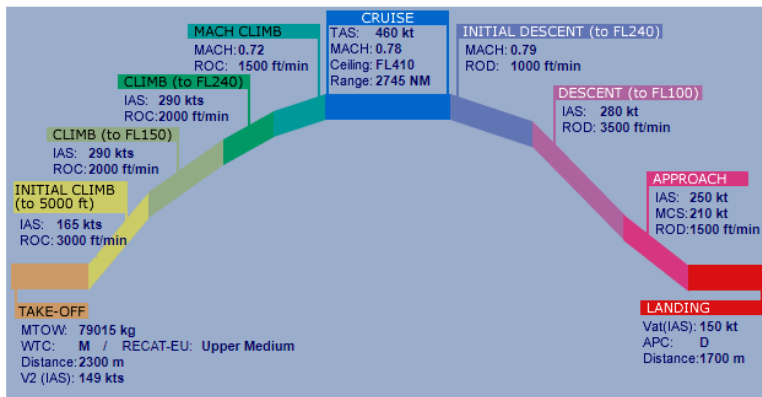 CRUISE
TAS: 460 kt
MACH: 0.78
Ceiling: FL410
Range: 2745 NM
MACH CLIMB
MACH: 0.72
ROC: 1500 ft/min
INITIAL DESCENT (to FL240)
MACH: 0.79
ROD: 1000 ft/min
CLIMB (to FL240)
IAS: 290 kts
ROC: 2000 ft/min
DESCENT (to FL100)
IAS: 280 kt
ROD: 3500 ft/min
CLIMB (to FL150)
IAS: 290 kts
ROC: 2000 ft/min
APPROACH
IAS: 250 kt
MCS: 210 kt
ROD: 1500 ft/min
INITIAL CLIMB
(to 5000 ft)
IAS: 165 kts
ROC: 3000 ft/min
TAKE-OFF
MTOW: 79015 kg
WTC: M / RECAT-EU: Upper Medium
Distance: 2300 m
V2 (IAS): 149 kts
LANDING
Vat(IAS): 150 kt
APC: D
Distance: 1700 m